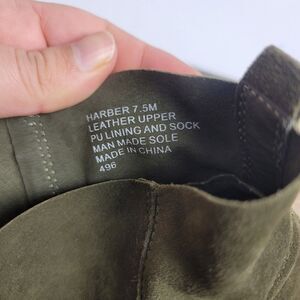 HARBER 7.5M
LEATHER UPPER
PU LINING AND SOCK
MAN MADE SOLE
MADE IN CHINA
496